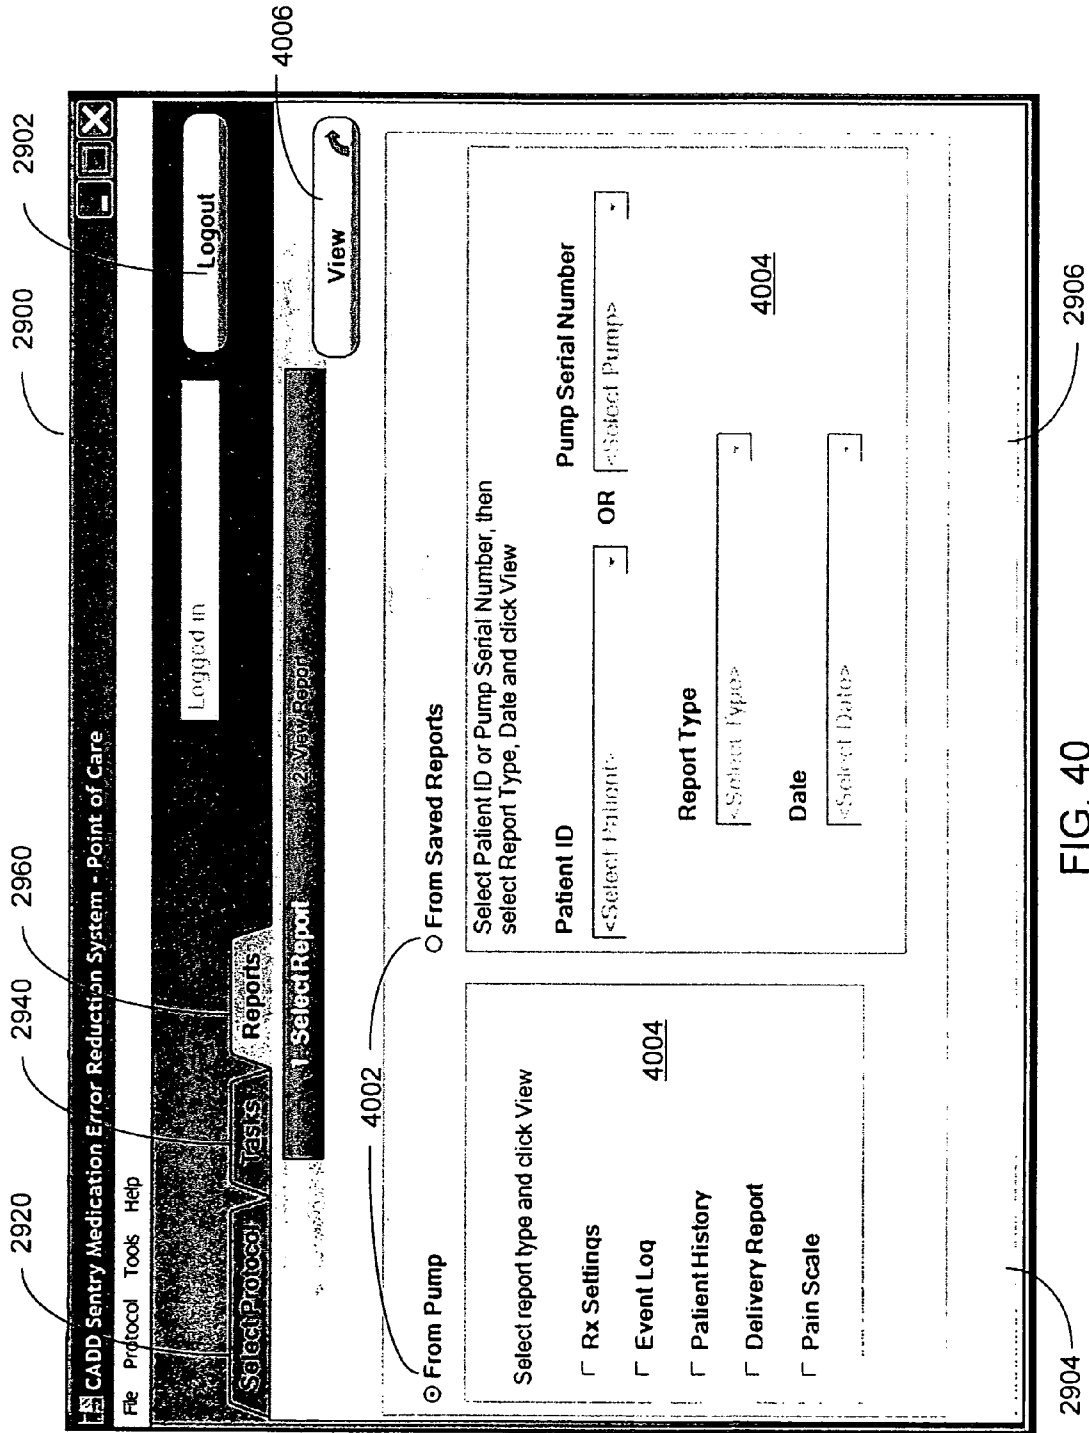 2900
2902
2920
2940
2960
4006
CADD Sentry Medication Error Reduction System - Point of Care
File Protocol Tools Help
Logged in
Logout
Select Protocol
Tasks
Reports
1. Select Report
2. View Report
View
4002
From Pump
From Saved Reports
Select report type and click View
Rx Settings
Event Log
Patient History
Delivery Report
Pain Scale
4004
Select Patient ID or Pump Serial Number, then
select Report Type, Date and click View
Patient ID
Pump Serial Number
<Select Patient>
OR
<Select Pump>
Report Type
<Select Type>
4004
Date
<Select Date>
2904
2906
FIG. 40